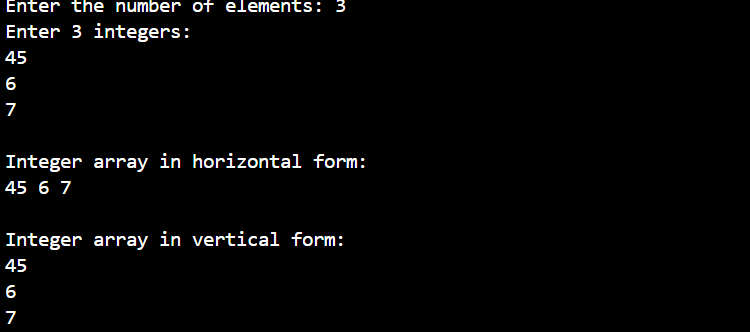 Enter the number of elements: 3
Enter 3 integers:
45
6
7
Integer array in horizontal form:
45 6 7
Integer array in vertical form:
45
6
7